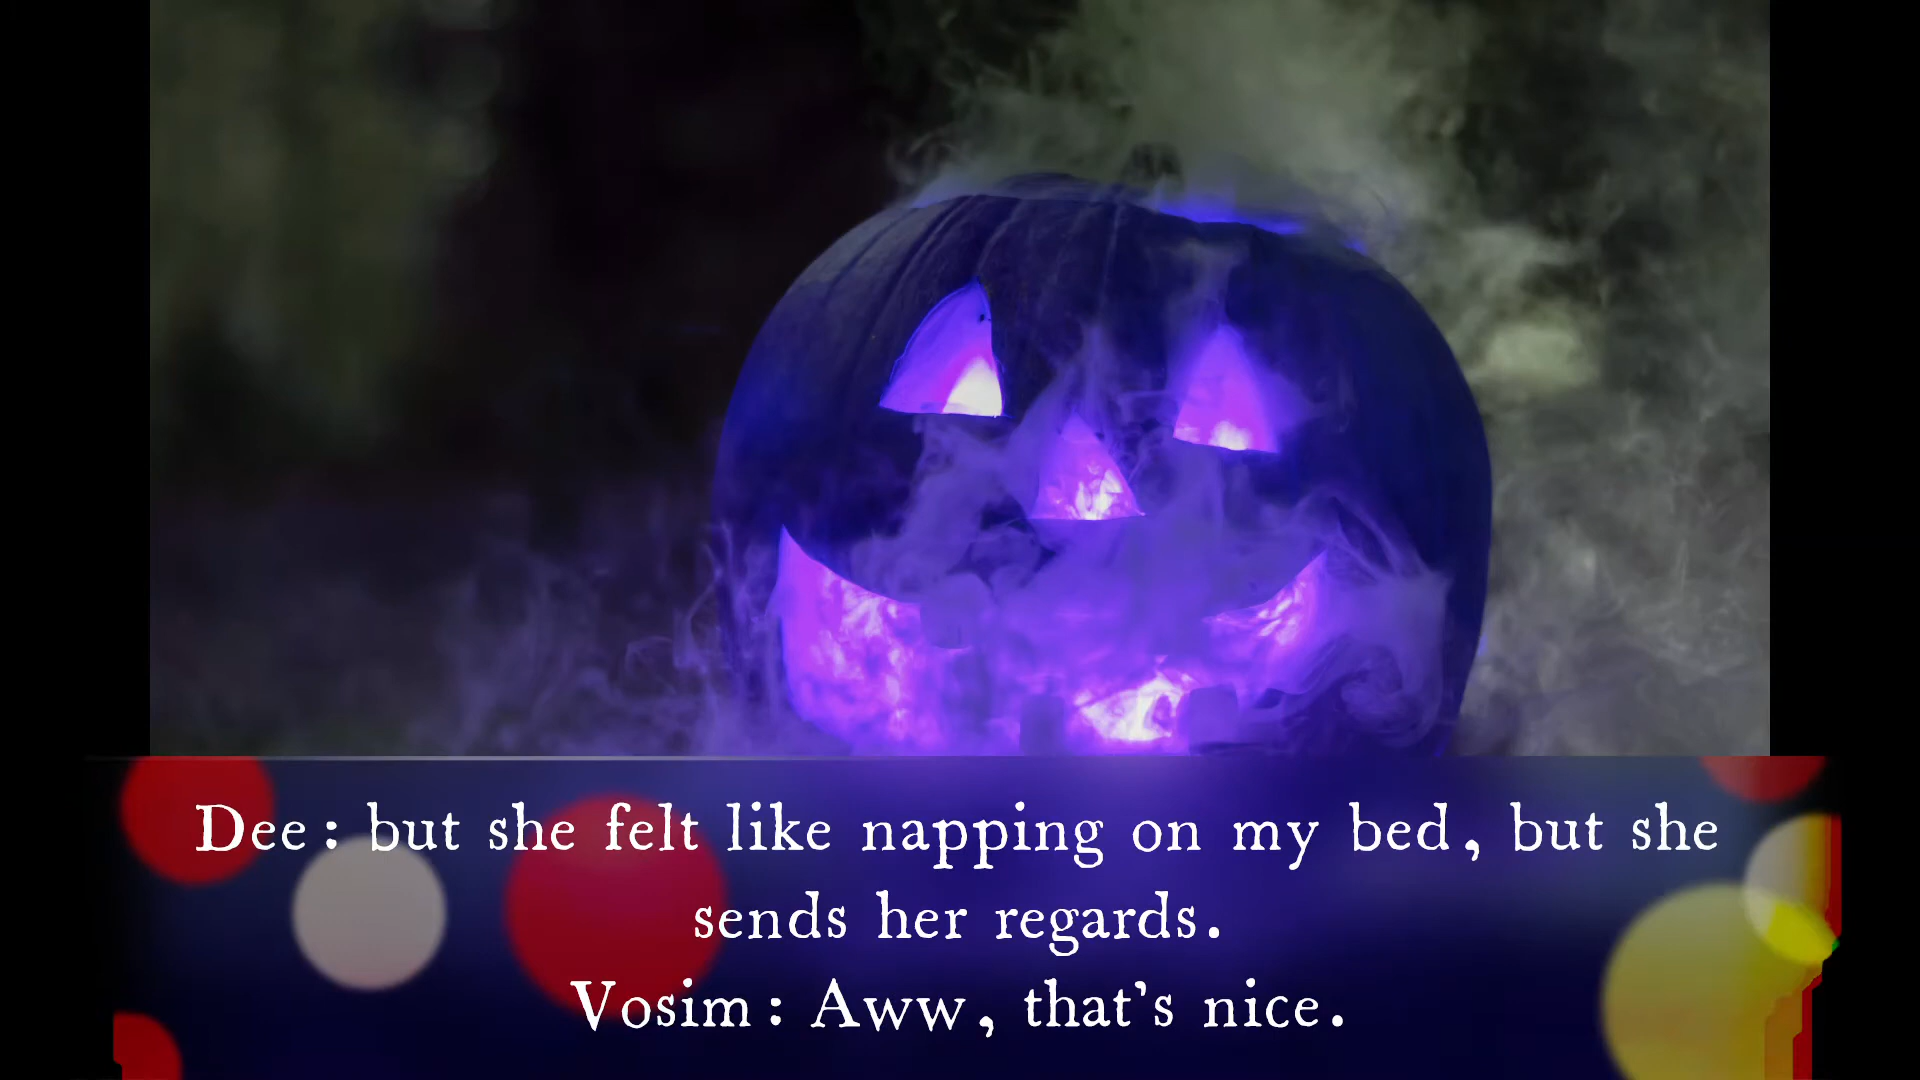 Dee: but she felt like napping on my bed, but she
sends her regards.
Vosim: Aww, that's nice.